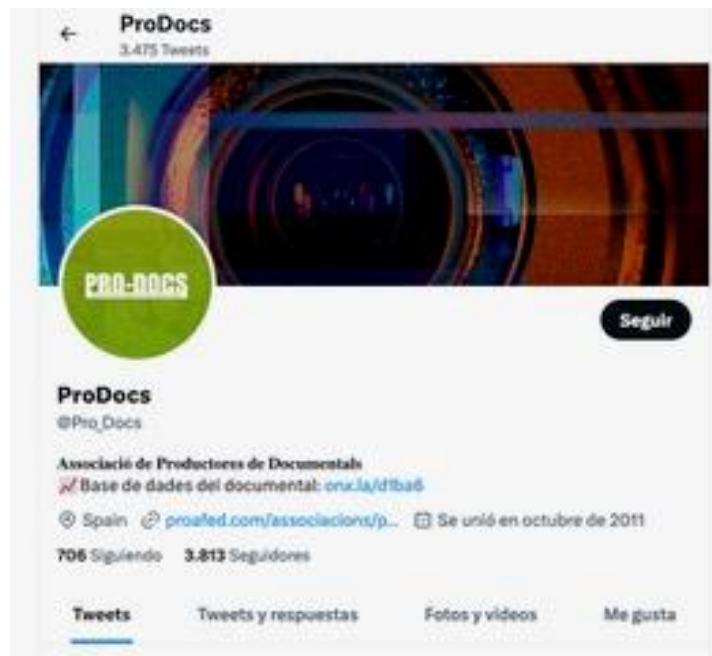 ProDocs
3.475 Tweets
PRO-DOCS
Seguir
ProDocs
@Pro_Docs
Associació de Productores de Documentals
Base de dades del documental: onx.la/d1ba6
Spain proafed.com/associacions/p... Se unió en octubre de 2011
706 Siguiendo 3.813 Seguidores
Tweets Tweets y respuestas Fotos y vídeos Me gusta